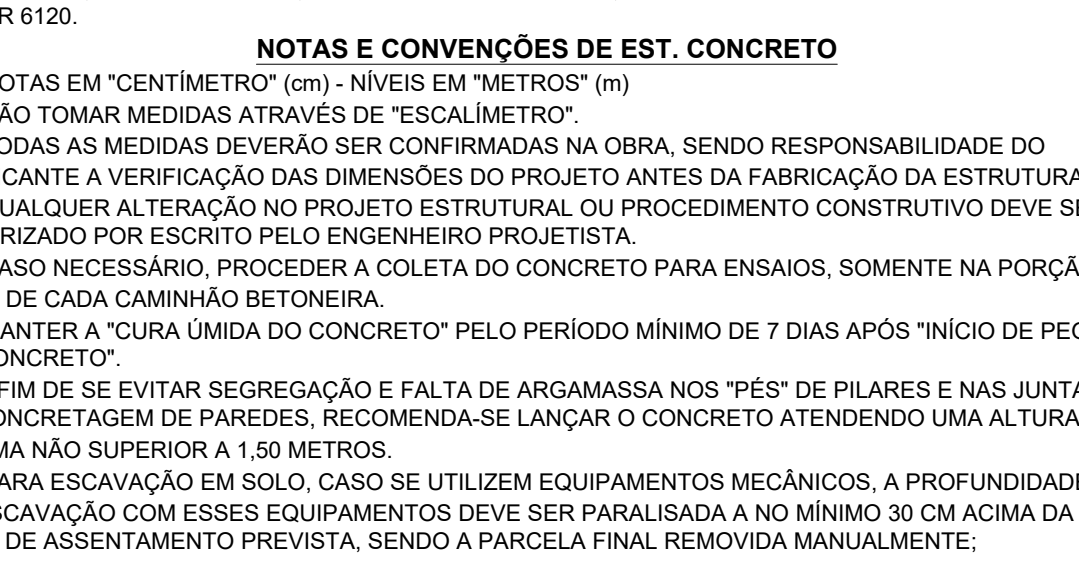 R 6120.
NOTAS E CONVENÇÕES DE EST. CONCRETO
OTAS EM "CENTÍMETRO" (cm) - NÍVEIS EM "METROS" (m)
ÃO TOMAR MEDIDAS ATRAVÉS DE "ESCALÍMETRO".
ODAS AS MEDIDAS DEVERÃO SER CONFIRMADAS NA OBRA, SENDO RESPONSABILIDADE DO
CANTE A VERIFICAÇÃO DAS DIMENSÕES DO PROJETO ANTES DA FABRICAÇÃO DA ESTRUTURA
UALQUER ALTERAÇÃO NO PROJETO ESTRUTURAL OU PROCEDIMENTO CONSTRUTIVO DEVE SE
RIZADO POR ESCRITO PELO ENGENHEIRO PROJETISTA.
ASO NECESSÁRIO, PROCEDER A COLETA DO CONCRETO PARA ENSAIOS, SOMENTE NA PORÇÃ
DE CADA CAMINHÃO BETONEIRA.
ANTER A "CURA ÚMIDA DO CONCRETO" PELO PERÍODO MÍNIMO DE 7 DIAS APÓS "INÍCIO DE PEG
ONCRETO".
FIM DE SE EVITAR SEGREGAÇÃO E FALTA DE ARGAMASSA NOS "PÉS" DE PILARES E NAS JUNTA
ONCRETAGEM DE PAREDES, RECOMENDA-SE LANÇAR O CONCRETO ATENDENDO UMA ALTURA
MA NÃO SUPERIOR A 1,50 METROS.
ARA ESCAVAÇÃO EM SOLO, CASO SE UTILIZEM EQUIPAMENTOS MECÂNICOS, A PROFUNDIDADE
SCAVAÇÃO COM ESSES EQUIPAMENTOS DEVE SER PARALISADA A NO MÍNIMO 30 CM ACIMA DA
DE ASSENTAMENTO PREVISTA, SENDO A PARCELA FINAL REMOVIDA MANUALMENTE;